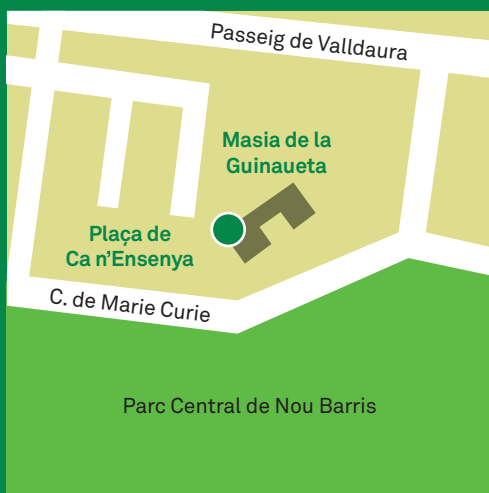 Passeig de Valldaura
Masia de la
Guinaueta
Plaça de
Ca n'Ensenya
C. de Marie Curie
Parc Central de Nou Barris